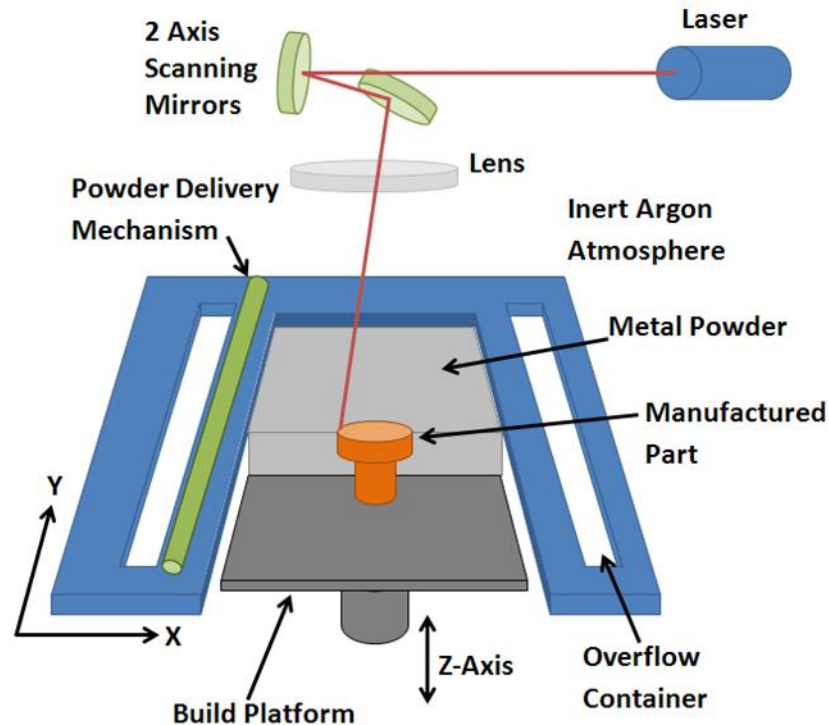 Laser
2 Axis
Scanning
Mirrors
Lens
Powder Delivery
Mechanism
Inert Argon
Atmosphere
Metal Powder
Manufactured
Part
Y
X
Z-Axis
Overflow
Container
Build Platform